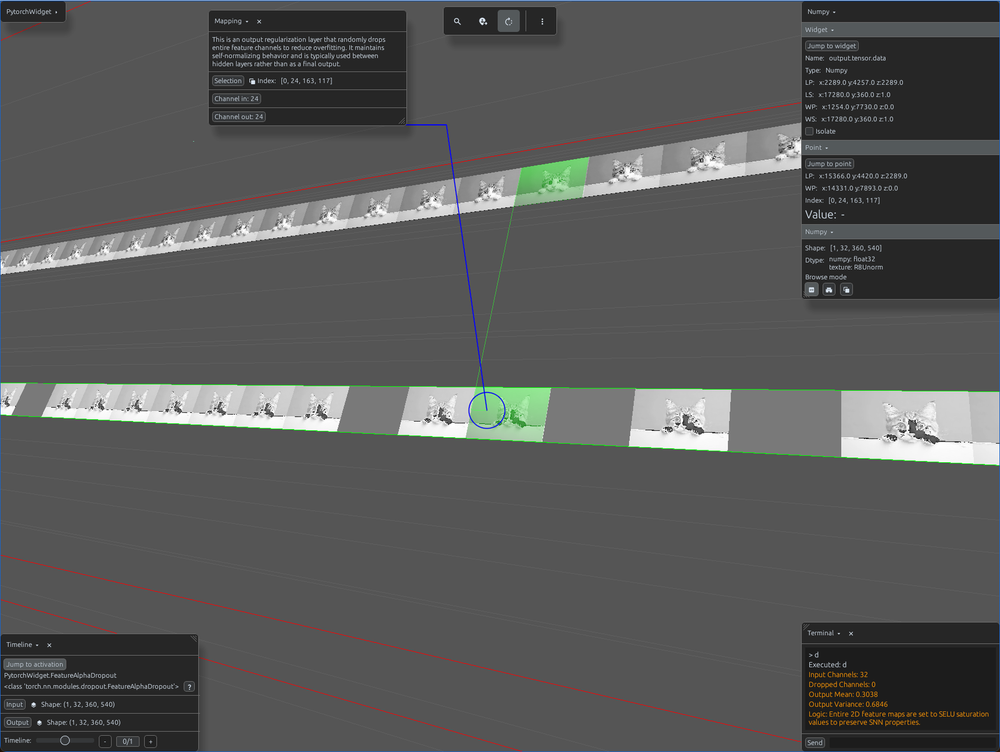 PytorchWidget
Mapping
This is an output regularization layer that randomly drops
entire feature channels to reduce overfitting. It maintains
self-normalizing behavior and is typically used between
hidden layers rather than as a final output.
Selection Index: [0, 24, 163, 117]
Channel in: 24
Channel out: 24
Numpy
Widget
Jump to widget
Name: output.tensor.data
Type: Numpy
LP: x:2289.0 y:4257.0 z:2289.0
LS: x:17280.0 y:360.0 z:1.0
WP: x:1254.0 y:7730.0 z:0.0
WS: x:17280.0 y:360.0 z:1.0
Isolate
Point
Jump to point
LP: x:15366.0 y:4420.0 z:2289.0
WP: x:14331.0 y:7893.0 z:0.0
Index: [0, 24, 163, 117]
Value: -
Numpy
Shape: [1, 32, 360, 540]
Dtype: numpy: float32
texture: R8Unorm
Browse mode
Timeline
Jump to activation
PytorchWidget.FeatureAlphaDropout
<class 'torch.nn.modules.dropout.FeatureAlphaDropout'> ?
Input Shape: (1, 32, 360, 540)
Output Shape: (1, 32, 360, 540)
Timeline: - 0/1 +
Terminal
> d
Executed: d
Input Channels: 32
Dropped Channels: 0
Output Mean: 0.3038
Output Variance: 0.6846
Logic: Entire 2D feature maps are set to SELU saturation
values to preserve SNN properties.
Send